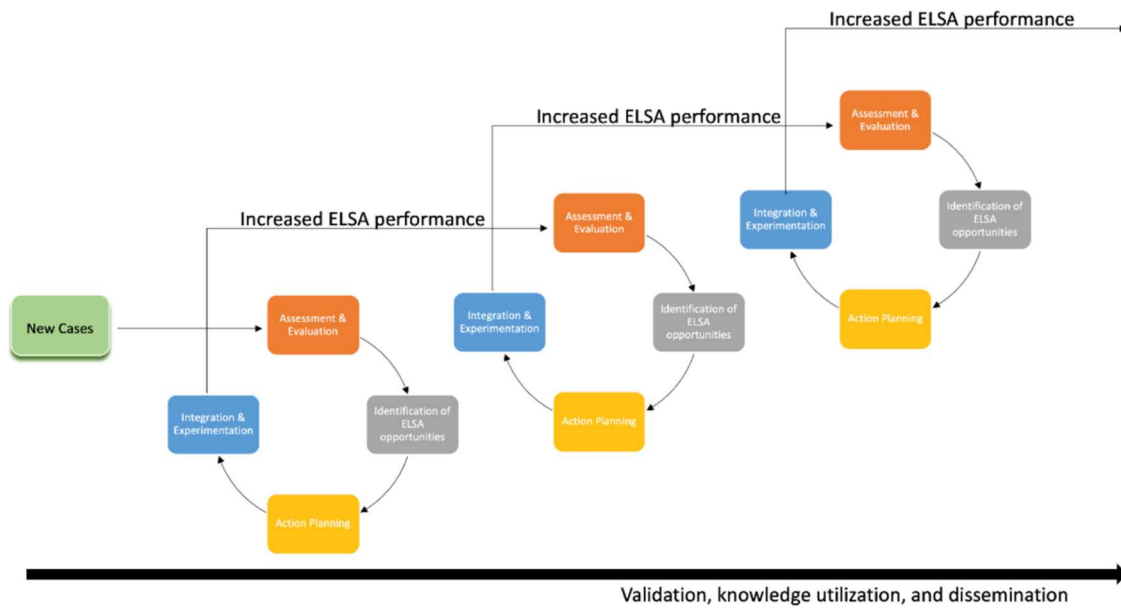 Increased ELSA performance
Assessment &
Evaluation
Increased ELSA performance
Integration &
Experimentation
Identification of
ELSA
opportunities
Increased ELSA performance
Assessment &
Evaluation
Action Planning
New Cases
Assessment &
Evaluation
Integration &
Experimentation
Identification of
ELSA
opportunities
Integration &
Experimentation
Identification of
ELSA
opportunities
Action Planning
Action Planning
Validation, knowledge utilization, and dissemination